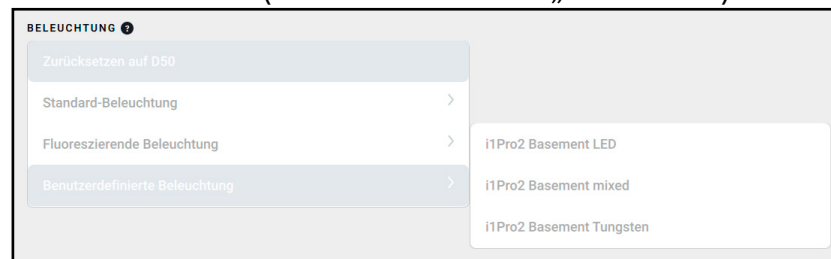 BELEUCHTUNG ?
Zurücksetzen auf D50
Standard-Beleuchtung
Fluoreszierende Beleuchtung
i1Pro2 Basement LED
Benutzerdefinierte Beleuchtung
i1Pro2 Basement mixed
i1Pro2 Basement Tungsten